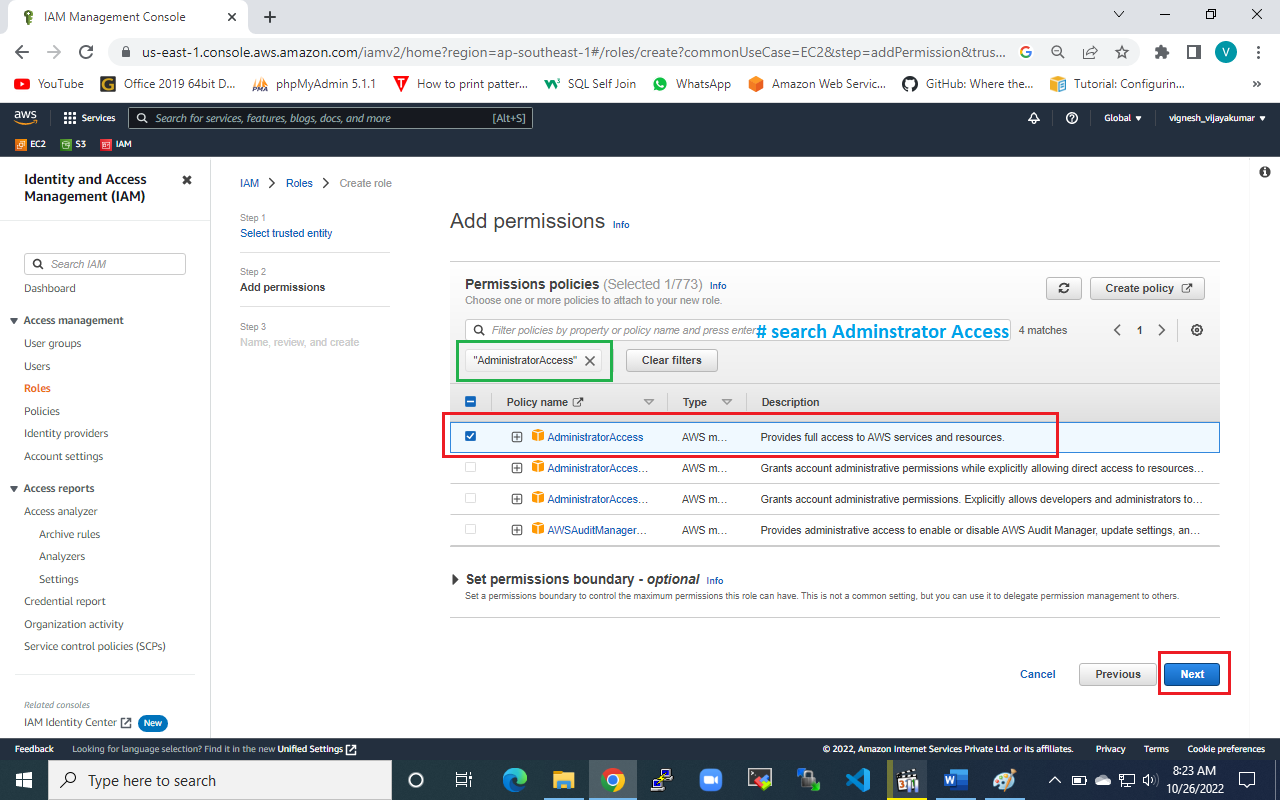 IAM Management Console
us-east-1.console.aws.amazon.com/iamv2/home?region=ap-southeast-1#/roles/create?commonUseCase=EC2&step=addPermission&trus...
V
YouTube
Office 2019 64bit D...
phpMyAdmin 5.1.1
How to print patter...
SQL Self Join
WhatsApp
Amazon Web Servic...
GitHub: Where the...
Tutorial: Configurin...
»
aws
Services
Search for services, features, blogs, docs, and more
[Alt+S]
Global
vignesh_vijayakumar
EC2
S3
IAM
Identity and Access
Management (IAM)
Search IAM
Dashboard
Access management
User groups
Users
Roles
Policies
Identity providers
Account settings
Access reports
Access analyzer
Archive rules
Analyzers
Settings
Credential report
Organization activity
Service control policies (SCPs)
Related consoles
IAM Identity Center
New
IAM
Roles
Create role
Step 1
Select trusted entity
Step 2
Add permissions
Step 3
Name, review, and create
Add permissions Info
Permissions policies (Selected 1/773) Info
Choose one or more policies to attach to your new role.
Create policy
Filter policies by property or policy name and press enter
# search Adminstrator Access
4 matches
1
"AdministratorAccess"
Clear filters
Policy name
Type
Description
AdministratorAccess
AWS m...
Provides full access to AWS services and resources.
AdministratorAcces...
AWS m...
Grants account administrative permissions while explicitly allowing direct access to resources...
AdministratorAcces...
AWS m...
Grants account administrative permissions. Explicitly allows developers and administrators to...
AWSAuditManager...
AWS m...
Provides administrative access to enable or disable AWS Audit Manager, update settings, an...
Set permissions boundary - optional Info
Set a permissions boundary to control the maximum permissions this role can have. This is not a common setting, but you can use it to delegate permission management to others.
Cancel
Previous
Next
Feedback
Looking for language selection? Find it in the new Unified Settings
© 2022, Amazon Internet Services Private Ltd. or its affiliates.
Privacy
Terms
Cookie preferences
Type here to search
8:23 AM
10/26/2022